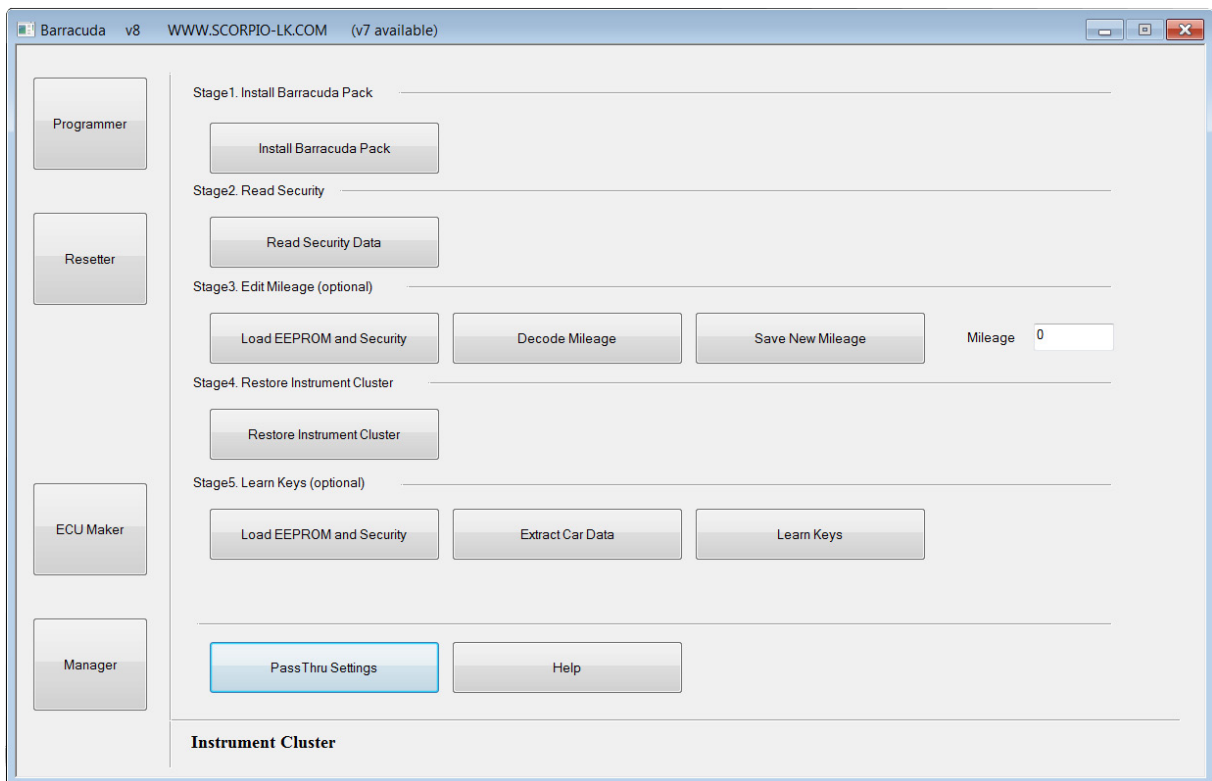 Barracuda v8 WWW.SCORPIO-LK.COM (v7 available)
Programmer
Resetter
ECU Maker
Manager
Stage1. Install Barracuda Pack
Install Barracuda Pack
Stage2. Read Security
Read Security Data
Stage3. Edit Mileage (optional)
Load EEPROM and Security Decode Mileage Save New Mileage Mileage 0
Stage4. Restore Instrument Cluster
Restore Instrument Cluster
Stage5. Learn Keys (optional)
Load EEPROM and Security Extract Car Data Learn Keys
PassThru Settings Help
Instrument Cluster